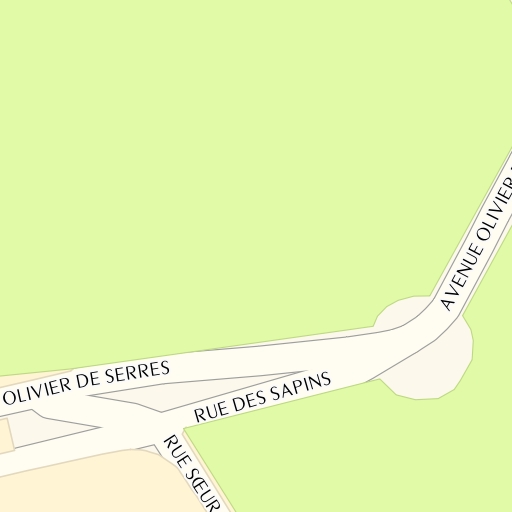 AVENUE OLIVIER
OLIVIER DE SERRES
RUE DES SAPINS
RUE SŒUR